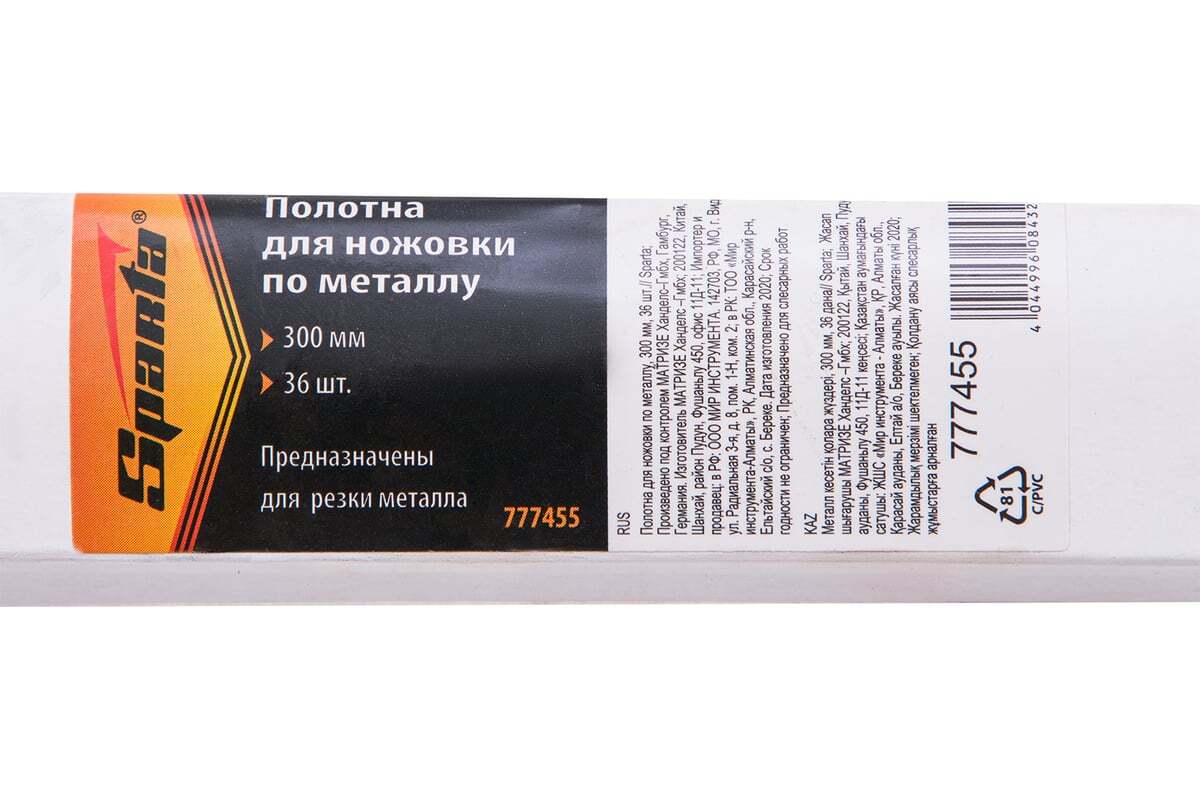 Sparta®
Полотна
для ножовки
по металлу
300 мм
36 шт.
Предназначены
для резки металла
777455
RUS
Полотна для ножовки по металлу, 300 мм, 36 шт.// Sparta;
Произведено под контролем МАТРИЗЕ Ханделс-Гмбх, Гамбург,
Германия. Изготовитель МАТРИЗЕ Ханделс –Гмбх; 200122, Китай,
Шанхай, район Пудун, Фушаньлу 450, офис 11Д-11; Импортер и
продавец: в РФ: ООО МИР ИНСТРУМЕНТА. 142703, РФ, МО, г. Вид
ул. Радиальная 3-я, д. 8, пом. 1-Н, ком. 2; в РК: ТОО «Мир
инструмента-Алматы», РК, Алматинская обл., Карасайский р-н,
Ельтайский с/о, с. Береке. Дата изготовления 2020; Срок
годности не ограничен; Предназначено для слесарных работ
KAZ
Металл кесетін қолара жүздері, 300 мм, 36 дана// Sparta; Жасап
шығарушы МАТРИЗЕ Ханделс –Гмбх; 200122, Қытай, Шанхай, Пуд
ауданы, Фушаньлу 450, 11Д-11 кеңсесі; Қазақстан аумағындағы
сатушы: ЖШС «Мир инструмента - Алматы», ҚР, Алматы обл.
Қарасай ауданы, Елтай а/о, Береке ауылы. Жасалған күні 2020;
Жарамдылық мерзімі шектелмеген; Қолдану аясы слесарлық
жұмыстарға арналған
777455
81
C/PVC
4 044996 08432